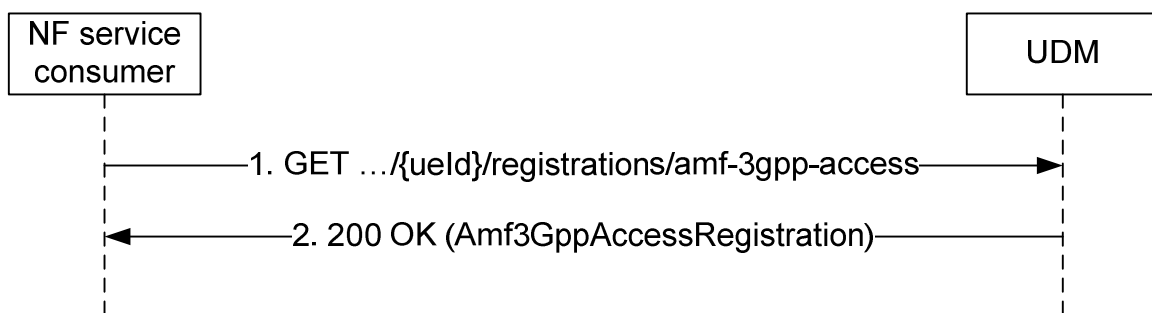 NF service
consumer
UDM
1. GET …/{ueId}/registrations/amf-3gpp-access
2. 200 OK (Amf3GppAccessRegistration)